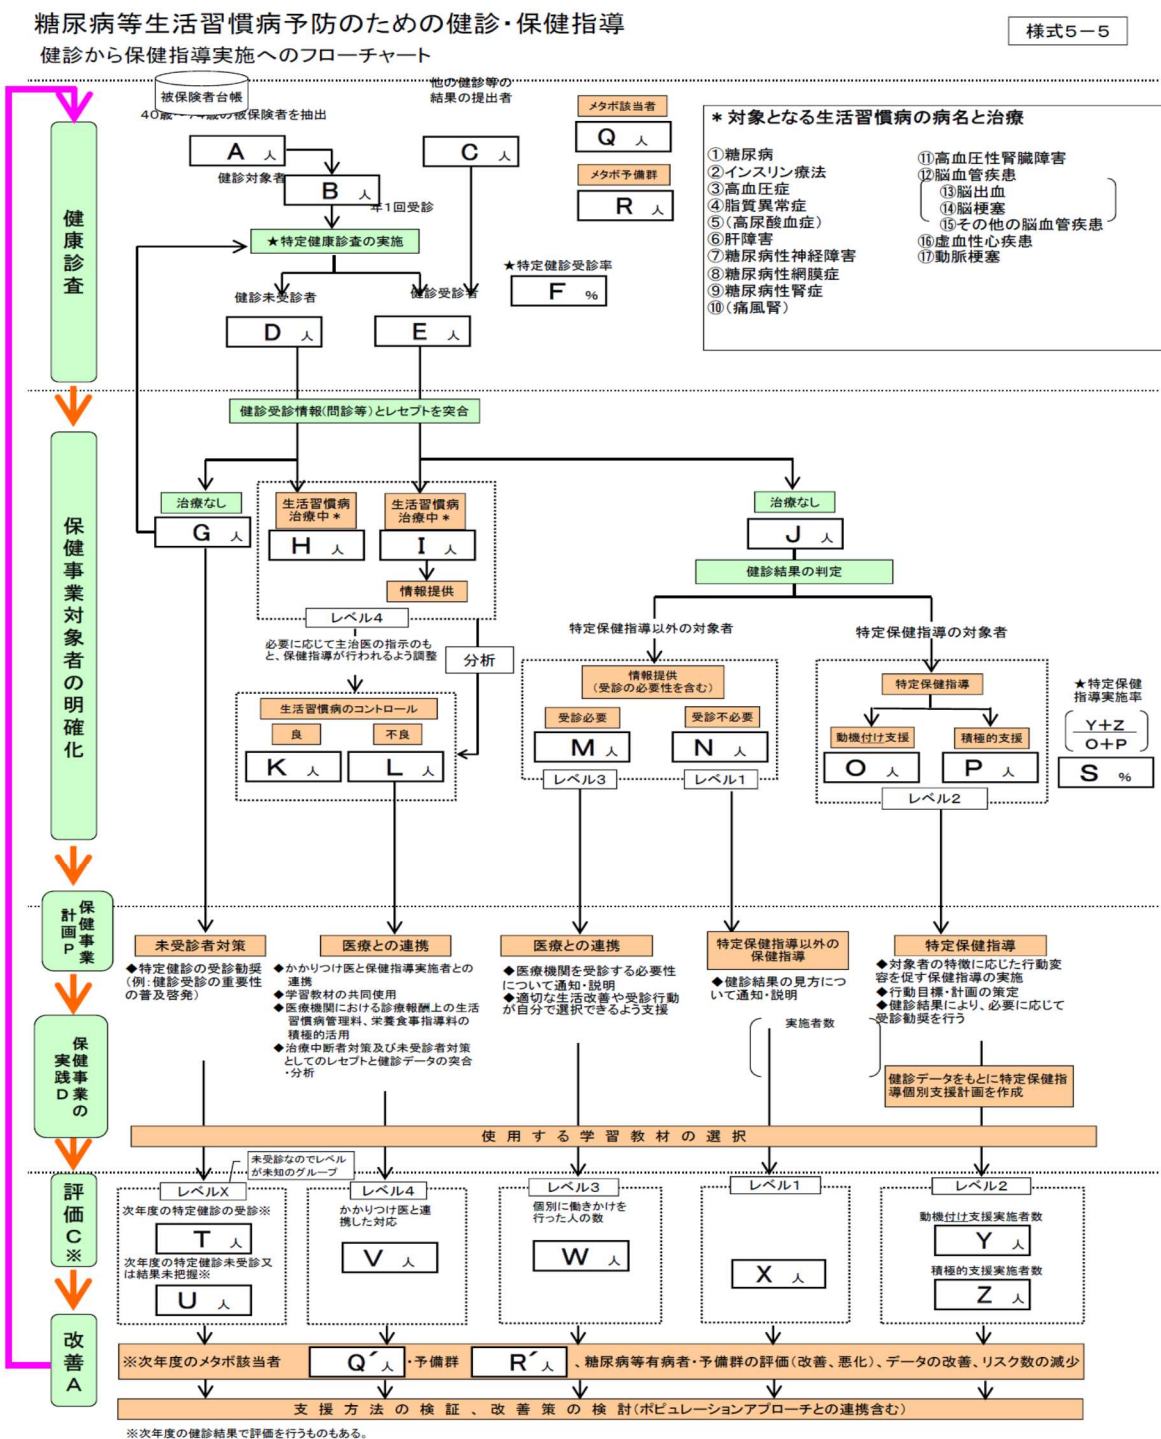 糖尿病等生活習慣病予防のための健診・保健指導
様式5-5
健診から保健指導実施へのフローチャート
被保険者台帳
40歳~74歳の被保険者を抽出
他の健診等の
結果の提出者
A 人
C 人
健診対象者
B 人
年1回受診
★特定健康診査の実施
メタボ該当者
Q 人
メタボ予備群
R 人
★特定健診受診率
F %
健診未受診者
D 人
健診受診者
E 人
*対象となる生活習慣病の病名と治療
①糖尿病
②インスリン療法
③高血圧症
④脂質異常症
⑤(高尿酸血症)
⑥肝障害
⑦糖尿病性神経障害
⑧糖尿病性網膜症
⑨糖尿病性腎症
⑩(痛風腎)
⑪高血圧性腎臓障害
⑫脳血管疾患
⑬脳出血
⑭脳梗塞
⑮その他の脳血管疾患
⑯虚血性心疾患
⑰動脈梗塞
健康診査
健診受診情報(問診等)とレセプトを突合
保健事業対象者の明確化
治療なし
G 人
生活習慣病
治療中*
H 人
生活習慣病
治療中*
I 人
情報提供
レベル4
治療なし
J 人
健診結果の判定
必要に応じて主治医の指示のも
と、保健指導が行われるよう調整
分析
生活習慣病のコントロール
良
不良
K 人
L 人
特定保健指導以外の対象者
情報提供
(受診の必要性を含む)
受診必要
受診不必要
M 人
N 人
レベル3
レベル1
特定保健指導の対象者
特定保健指導
動機付け支援
積極的支援
O 人
P 人
レベル2
★特定保健
指導実施率
Y+Z
O+P
S %
保健事業
計画P
未受診者対策
◆特定健診の受診勧奨
(例:健診受診の重要性
の普及啓発)
医療との連携
◆かかりつけ医と保健指導実施者との
連携
◆学習教材の共同使用
◆医療機関における診療報酬上の生活
習慣病管理料、栄養食事指導料の
積極的活用
◆治療中断者対策及び未受診者対策
としてのレセプトと健診データの突合
・分析
医療との連携
◆医療機関を受診する必要性
について通知・説明
◆適切な生活改善や受診行動
が自分で選択できるよう支援
特定保健指導以外の
保健指導
◆健診結果の見方につ
いて通知・説明
実施者数
特定保健指導
◆対象者の特徴に応じた行動変
容を促す保健指導の実施
◆行動目標・計画の策定
◆健診結果により、必要に応じて
受診勧奨を行う
健診データをもとに特定保健指
導個別支援計画を作成
保健事業の
実践D
使用する学習教材の選択
評価C※
未受診なのでレベル
が未知のグループ
レベルX
次年度の特定健診の受診※
T 人
次年度の特定健診未受診又
は結果未把握※
U 人
レベル4
かかりつけ医と連
携した対応
V 人
レベル3
個別に働きかけを
行った人の数
W 人
レベル1
X 人
レベル2
動機付け支援実施者数
Y 人
積極的支援実施者数
Z 人
改善A
※次年度のメタボ該当者 Q´人 ・予備群 R´人 、糖尿病等有病者・予備群の評価(改善、悪化)、データの改善、リスク数の減少
支援方法の検証、改善策の検討(ポピュレーションアプローチとの連携含む)
※次年度の健診結果で評価を行うものもある。